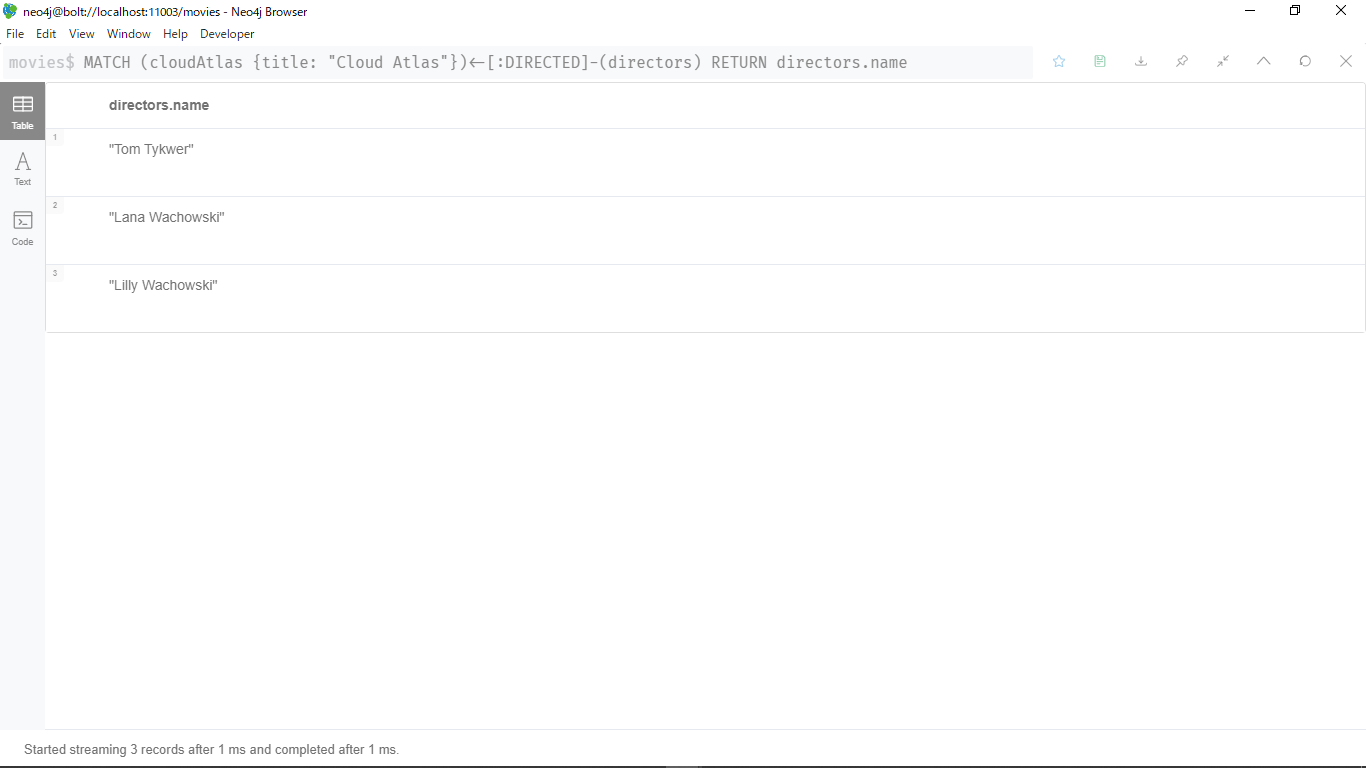 neo4j@bolt://localhost:11003/movies - Neo4j Browser
File Edit View Window Help Developer
movies$ MATCH (cloudAtlas {title: "Cloud Atlas"})<-[:DIRECTED]-(directors) RETURN directors.name
Table
directors.name
1
"Tom Tykwer"
Text
2
"Lana Wachowski"
Code
3
"Lilly Wachowski"
Started streaming 3 records after 1 ms and completed after 1 ms.